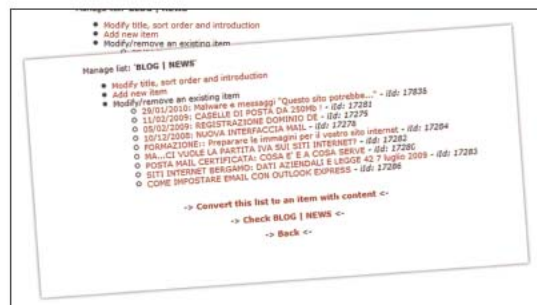 Manage list: 'BLOG | NEWS'
Modify title, sort order and introduction
Add new item
Modify/remove an existing item
Manage list: 'BLOG | NEWS'
Modify title, sort order and introduction
Add new item
Modify/remove an existing item
29/01/2010: Malware e messaggi "Questo sito potrebbe..." - iId: 17835
11/02/2009: CASELLE DI POSTA DA 250Mb ! - iId: 17281
05/02/2009: REGISTRAZIONE DOMINIO DE - iId: 17275
10/12/2008: NUOVA INTERFACCIA MAIL - iId: 17278
FORMAZIONE:: Preparare le immagini per il vostro sito internet - iId: 17284
MA...CI VUOLE LA PARTITA IVA SUI SITI INTERNET? - iId: 17282
POSTA MAIL CERTIFICATA: COSA E' E A COSA SERVE - iId: 17280
SITI INTERNET BERGAMO: DATI AZIENDALI E LEGGE 42 7 luglio 2009 - iId: 17283
COME IMPOSTARE EMAIL CON OUTLOOK EXPRESS - iId: 17286
-> Convert this list to an item with content <-
-> Check BLOG | NEWS <-
-> Back <-